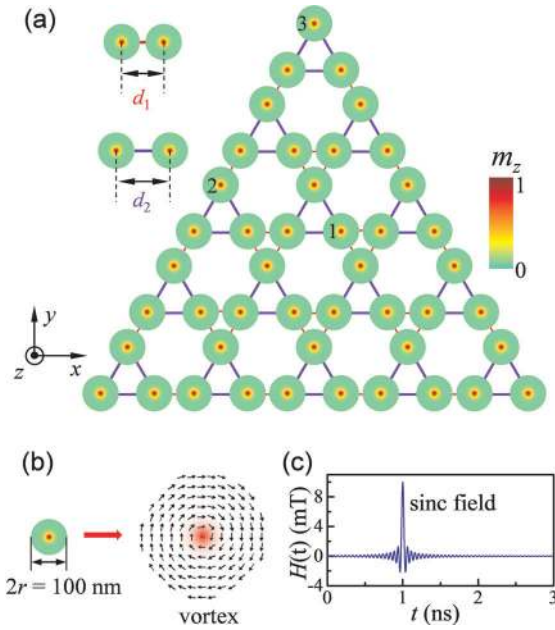 (a)
3
d₁
d₂
2
1
m_z
1
0
y
z
x
(b)
2r = 100 nm
vortex
(c)
H(t) (mT)
8
4
0
-4
sinc field
0
1
2
3
t (ns)